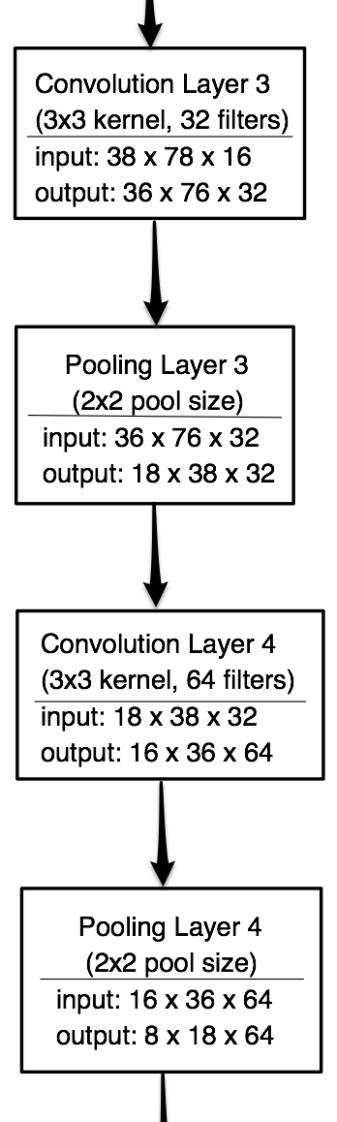 Convolution Layer 3
(3x3 kernel, 32 filters)
input: 38 x 78 x 16
output: 36 x 76 x 32
Pooling Layer 3
(2x2 pool size)
input: 36 x 76 x 32
output: 18 x 38 x 32
Convolution Layer 4
(3x3 kernel, 64 filters)
input: 18 x 38 x 32
output: 16 x 36 x 64
Pooling Layer 4
(2x2 pool size)
input: 16 x 36 x 64
output: 8 x 18 x 64